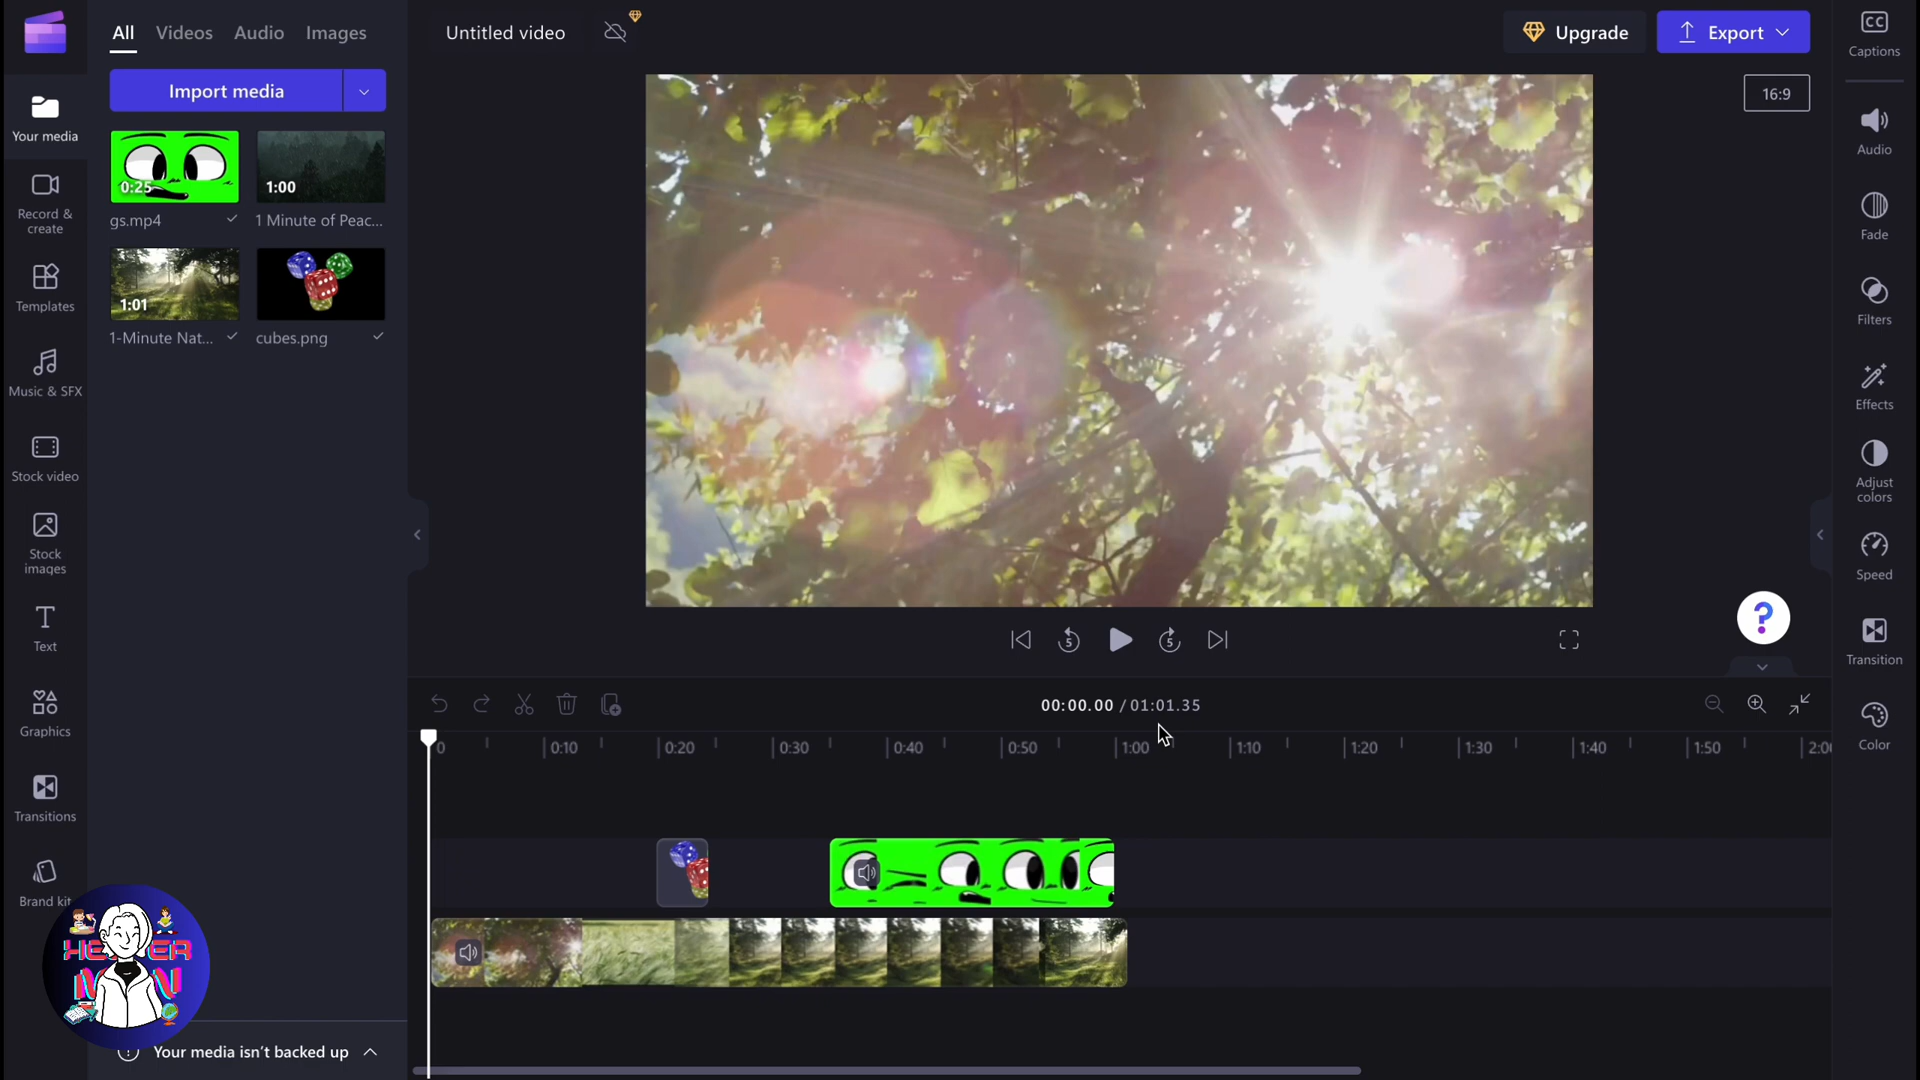 All Videos Audio Images
Untitled video
Upgrade
Export
CC
Captions
Import media
16:9
Your media
0:25
1:00
gs.mp4
1 Minute of Peac...
Audio
Record &
create
Fade
1:01
1-Minute Nat...
cubes.png
Templates
Filters
Music & SFX
Effects
Stock video
Adjust
colors
Stock
images
Speed
Text
?
5
5
Transition
Graphics
00:00.00 / 01:01.35
Color
0 0:10 0:20 0:30 0:40 0:50 1:00 1:10 1:20 1:30 1:40 1:50
Transitions
Brand kit
Your media isn't backed up